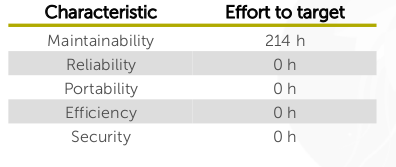 Characteristic Effort to target
Maintainability 214 h
Reliability 0 h
Portability 0 h
Efficiency 0 h
Security 0 h